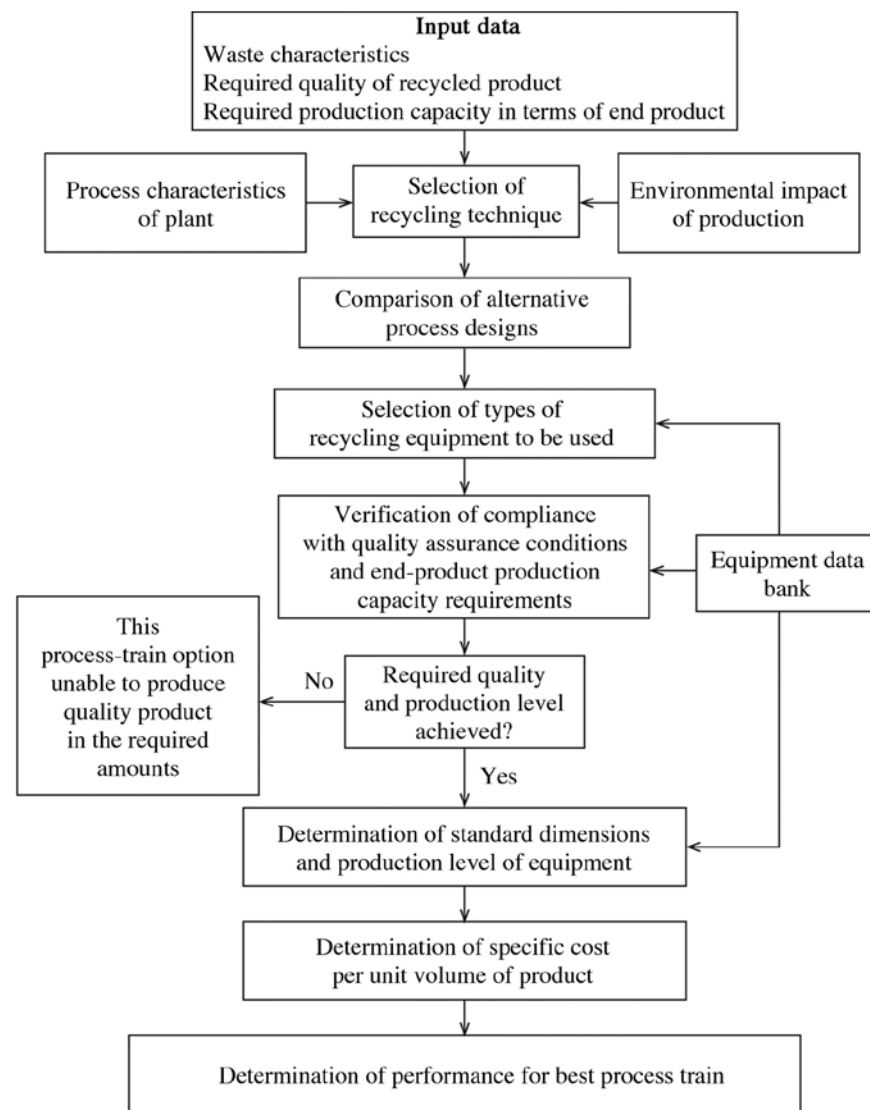 Input data
Waste characteristics
Required quality of recycled product
Required production capacity in terms of end product
Process characteristics
of plant
Selection of
recycling technique
Environmental impact
of production
Comparison of alternative
process designs
Selection of types of
recycling equipment to be used
Verification of compliance
with quality assurance conditions
and end-product production
capacity requirements
Equipment data
bank
This
process-train option
unable to produce
quality product
in the required
amounts
No
Required quality
and production level
achieved?
Yes
Determination of standard dimensions
and production level of equipment
Determination of specific cost
per unit volume of product
Determination of performance for best process train